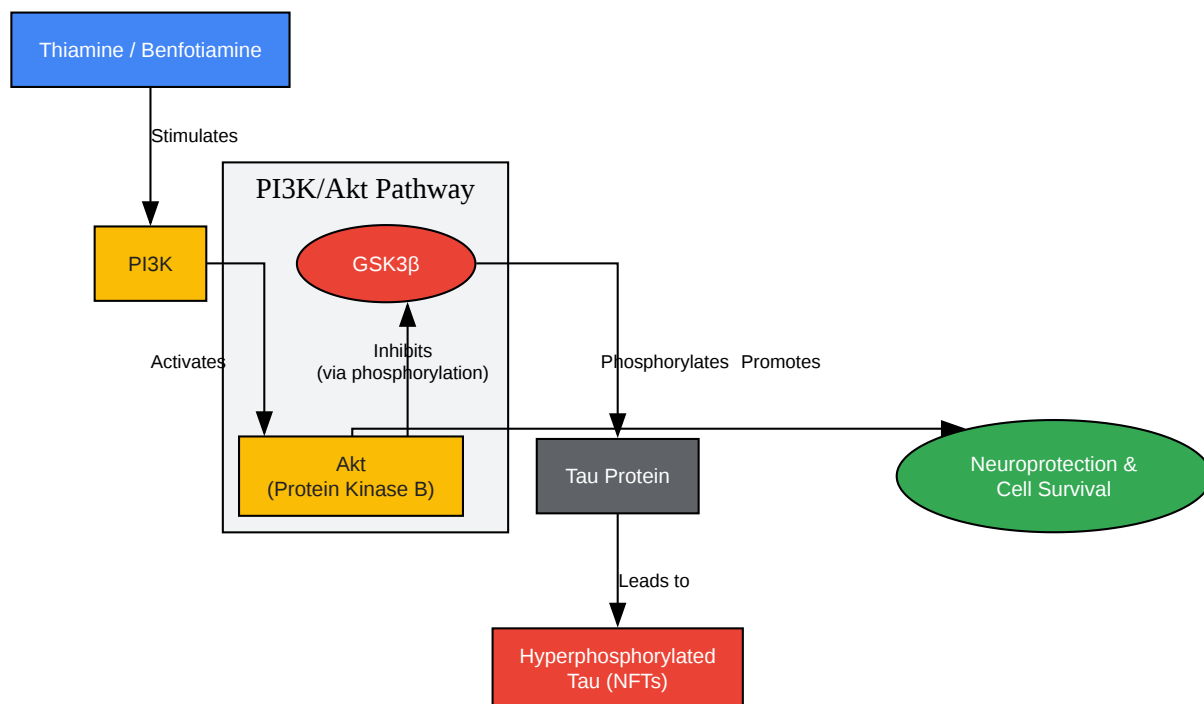 Thiamine / Benfotiamine
Stimulates
PI3K/Akt Pathway
PI3K
GSK3β
Activates
Inhibits
(via phosphorylation)
Phosphorylates
Promotes
Akt
(Protein Kinase B)
Tau Protein
Neuroprotection &
Cell Survival
Leads to
Hyperphosphorylated
Tau (NFTs)